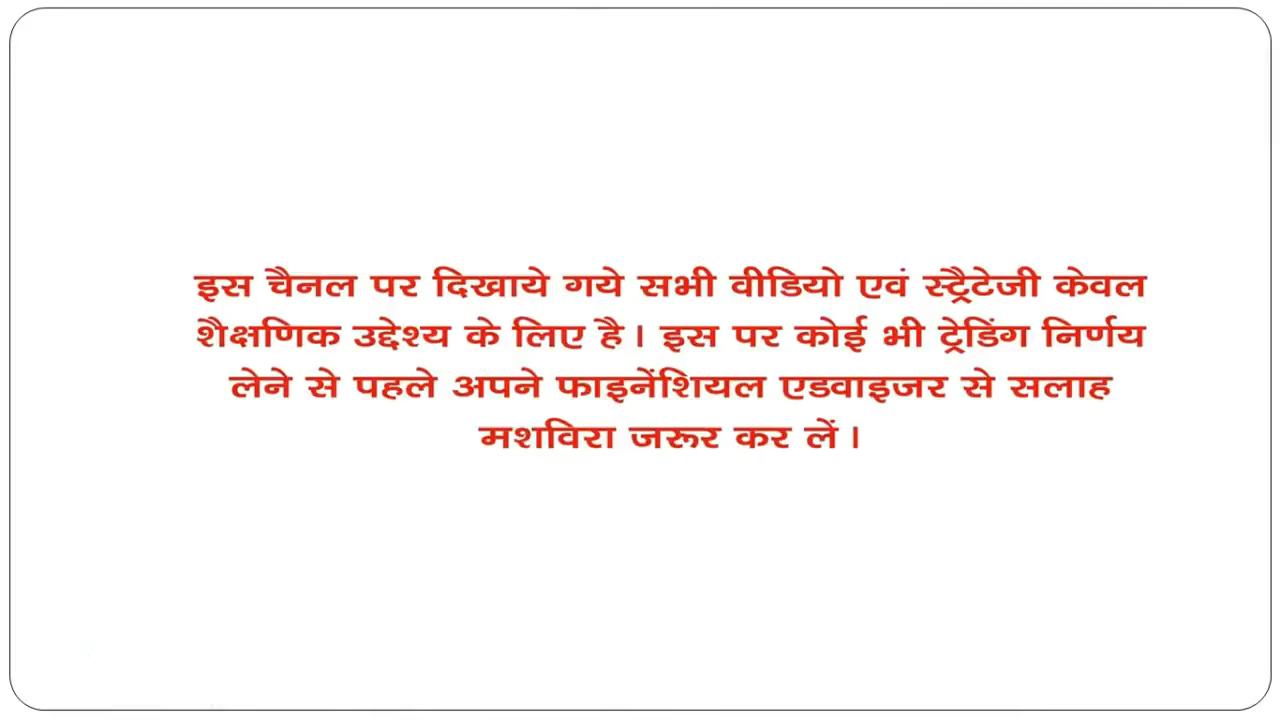 इस चैनल पर दिखाये गये सभी वीडियो एवं स्ट्रैटेजी केवल
शैक्षणिक उद्देश्य के लिए है। इस पर कोई भी ट्रेडिंग निर्णय
लेने से पहले अपने फाइनेंशियल एडवाइजर से सलाह
मशविरा जरूर कर लें।